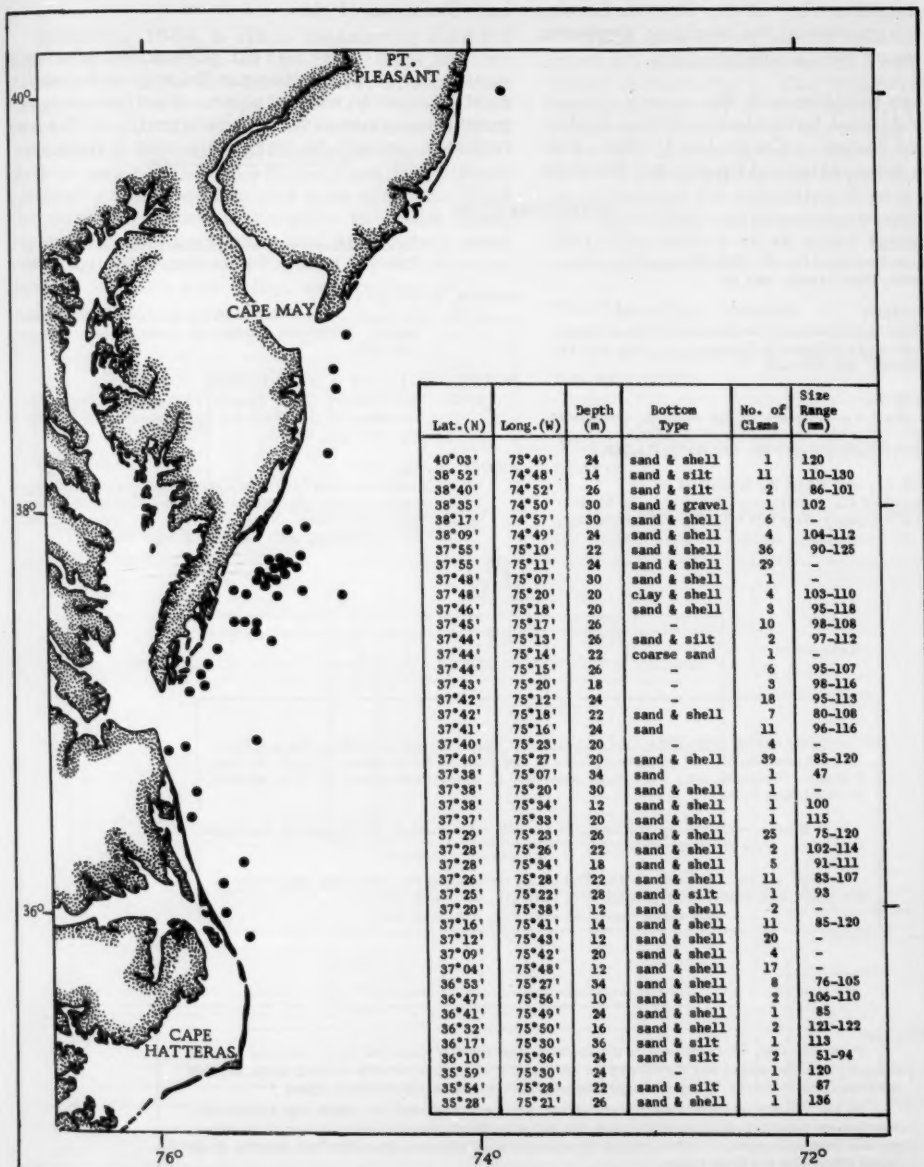 PT.
PLEASANT
40°
CAPE MAY
38°
36°
CAPE
HATTERAS
76° 74° 72°
Lat.(N) Long.(W) Depth (m) Bottom Type No. of Clams Size Range (mm)
40°03' 73°49' 24 sand & shell 1 120
38°52' 74°48' 14 sand & silt 11 110-130
38°40' 74°52' 26 sand & silt 2 86-101
38°35' 74°50' 30 sand & gravel 1 102
38°17' 74°57' 30 sand & shell 6 -
38°09' 74°49' 24 sand & shell 4 104-112
37°55' 75°10' 22 sand & shell 36 90-125
37°55' 75°11' 24 sand & shell 29 -
37°48' 75°07' 30 sand & shell 1 -
37°48' 75°20' 20 clay & shell 4 103-110
37°46' 75°18' 20 sand & shell 3 95-118
37°45' 75°17' 26 - 10 98-108
37°44' 75°13' 26 sand & silt 2 97-112
37°44' 75°14' 22 coarse sand 1 -
37°44' 75°15' 26 - 6 95-107
37°43' 75°20' 18 - 3 98-116
37°42' 75°12' 24 - 18 95-113
37°42' 75°18' 22 sand & shell 7 80-108
37°41' 75°16' 24 sand 11 96-116
37°40' 75°23' 20 - 4 -
37°40' 75°27' 20 sand & shell 39 85-120
37°38' 75°07' 34 sand 1 47
37°38' 75°20' 30 sand & shell 1 -
37°38' 75°34' 12 sand & shell 1 100
37°37' 75°33' 20 sand & shell 1 115
37°29' 75°23' 26 sand & shell 25 75-120
37°28' 75°26' 22 sand & shell 2 102-114
37°28' 75°34' 18 sand & shell 5 91-111
37°26' 75°28' 22 sand & shell 11 83-107
37°25' 75°22' 28 sand & silt 1 93
37°20' 75°38' 12 sand & shell 2 -
37°16' 75°41' 14 sand & shell 11 85-120
37°12' 75°43' 12 sand & shell 20 -
37°09' 75°42' 20 sand & shell 4 -
37°04' 75°48' 12 sand & shell 17 -
36°53' 75°27' 34 sand & shell 8 76-105
36°47' 75°56' 10 sand & shell 2 106-110
36°41' 75°49' 24 sand & shell 1 85
36°32' 75°50' 16 sand & shell 2 121-122
36°17' 75°30' 36 sand & silt 1 113
36°10' 75°36' 24 sand & silt 2 51-94
35°59' 75°30' 24 - 1 120
35°54' 75°28' 22 sand & silt 1 87
35°28' 75°21' 26 sand & shell 1 136